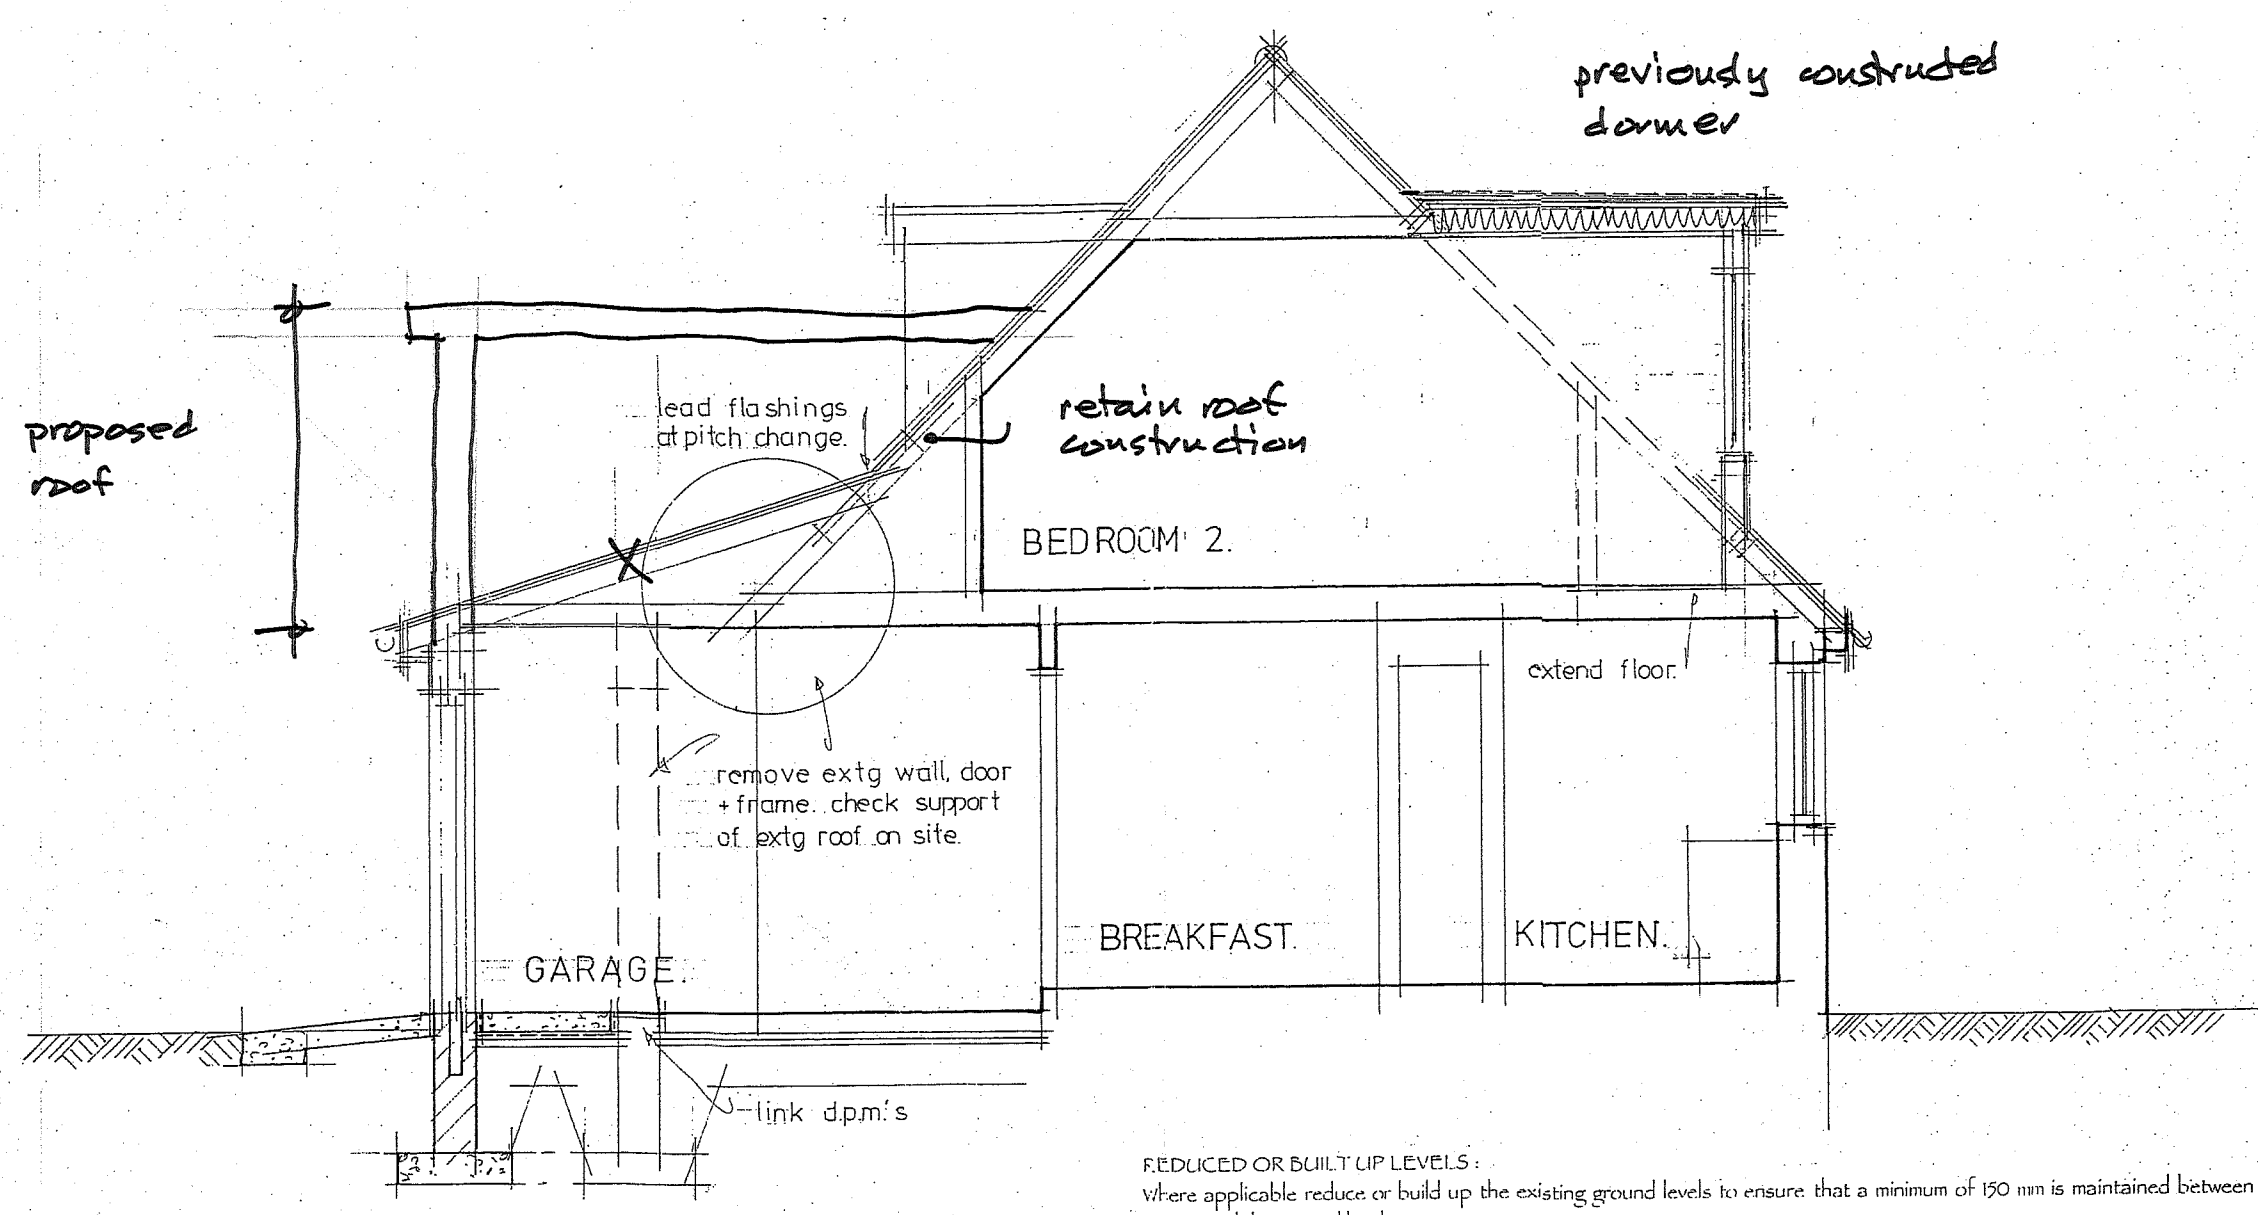 previously constructed
dormer
proposed
roof
lead flashings
at pitch change.
retain roof
construction
BEDROOM 2.
extend floor.
remove extg wall, door
+ frame. check support
of extg roof on site.
GARAGE.
BREAKFAST.
KITCHEN.
link d.p.m.'s
REDUCED OR BUILT UP LEVELS :
Where applicable reduce or build up the existing ground levels to ensure that a minimum of 150 mm is maintained between